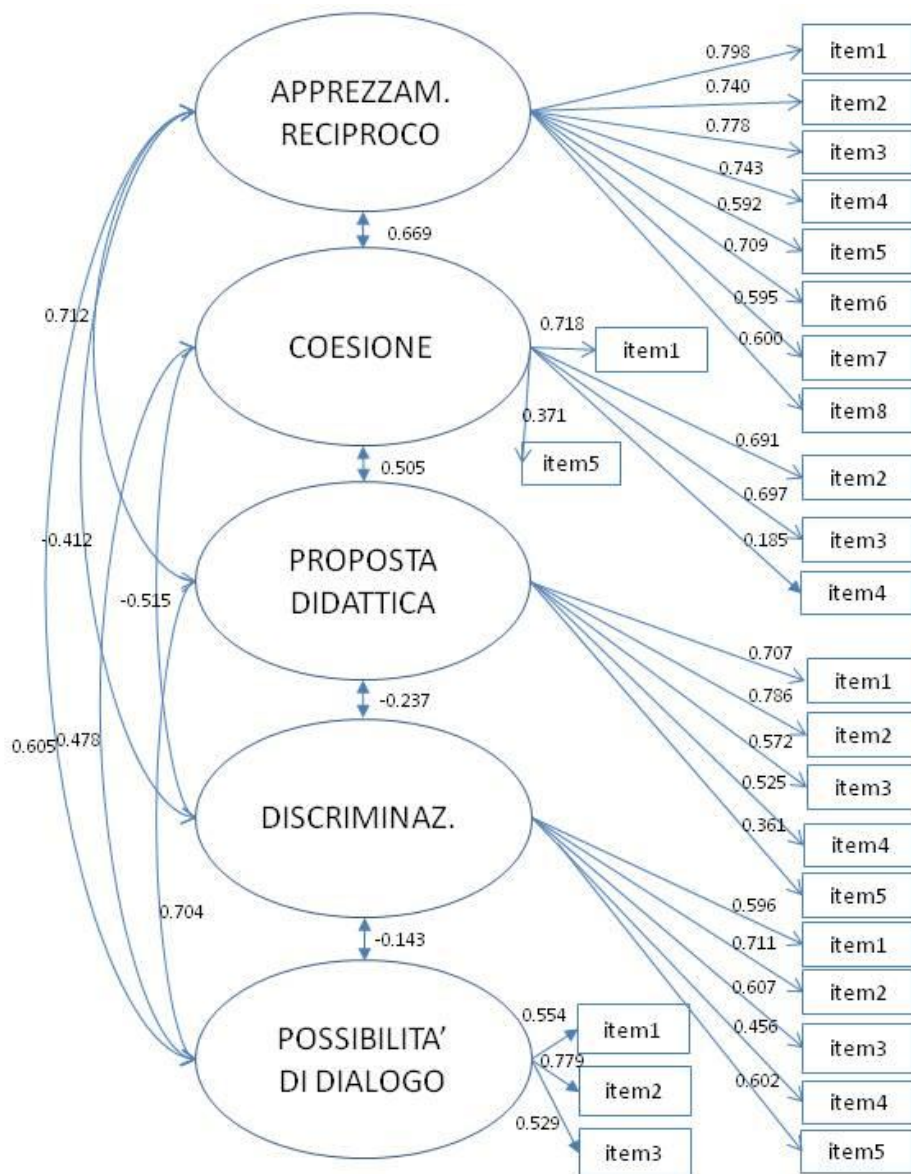 0.798
item1
APPREZZAM.
RECIPROCO
0.740
item2
0.778
item3
0.743
item4
0.592
item5
0.709
item6
0.595
item7
0.600
item8
0.669
COESIONE
0.718
item1
0.371
item5
0.691
item2
0.697
item3
0.185
item4
0.712
0.505
PROPOSTA
DIDATTICA
-0.412
-0.515
0.707
item1
0.786
item2
0.572
item3
0.525
item4
0.361
item5
-0.237
0.605
0.478
DISCRIMINAZ.
0.596
item1
0.711
item2
0.607
item3
0.456
item4
0.602
item5
0.704
-0.143
POSSIBILITA’
DI DIALOGO
0.554
item1
0.779
item2
0.529
item3